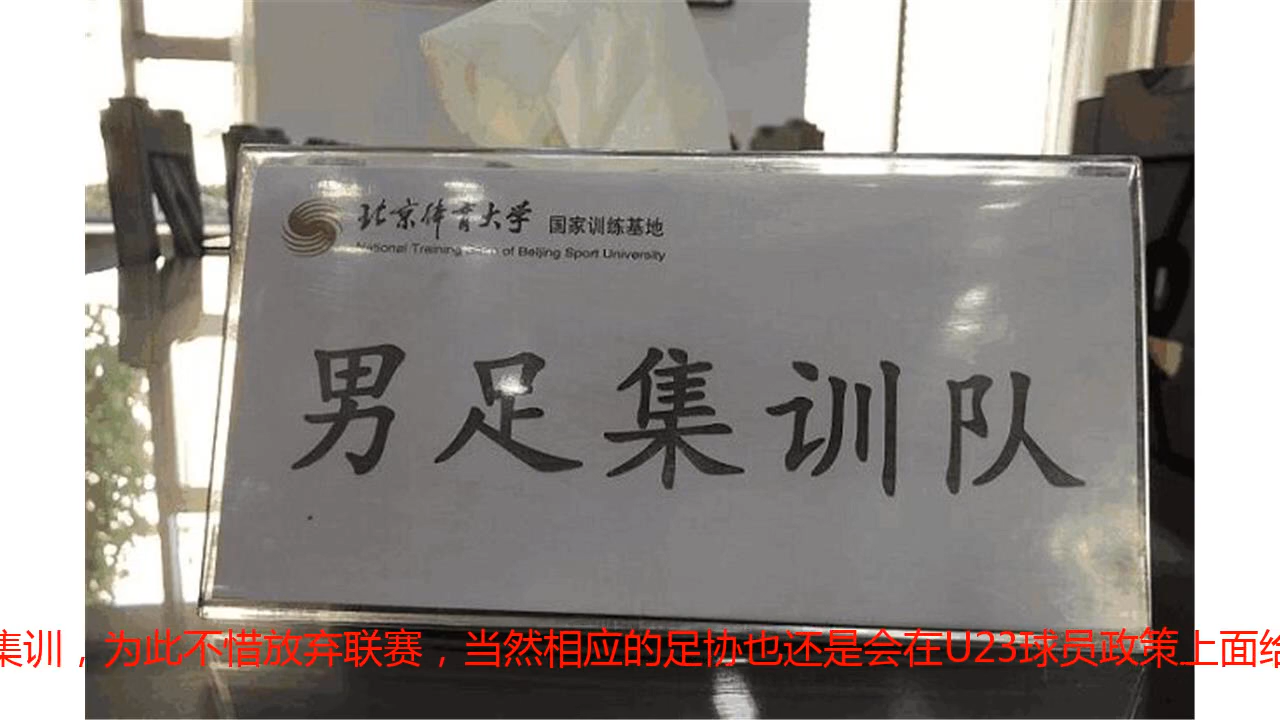 北京体育大学 国家训练基地
National Training of Beijing Sport University
男足集训队
集训，为此不惜放弃联赛，当然相应的足协也还是会在U23球员政策上面给